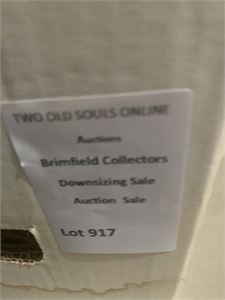 TWO OLD SOULS ONLINE
Auctions
Brimfield Collectors
Downsizing Sale
Auction Sale
Lot 917